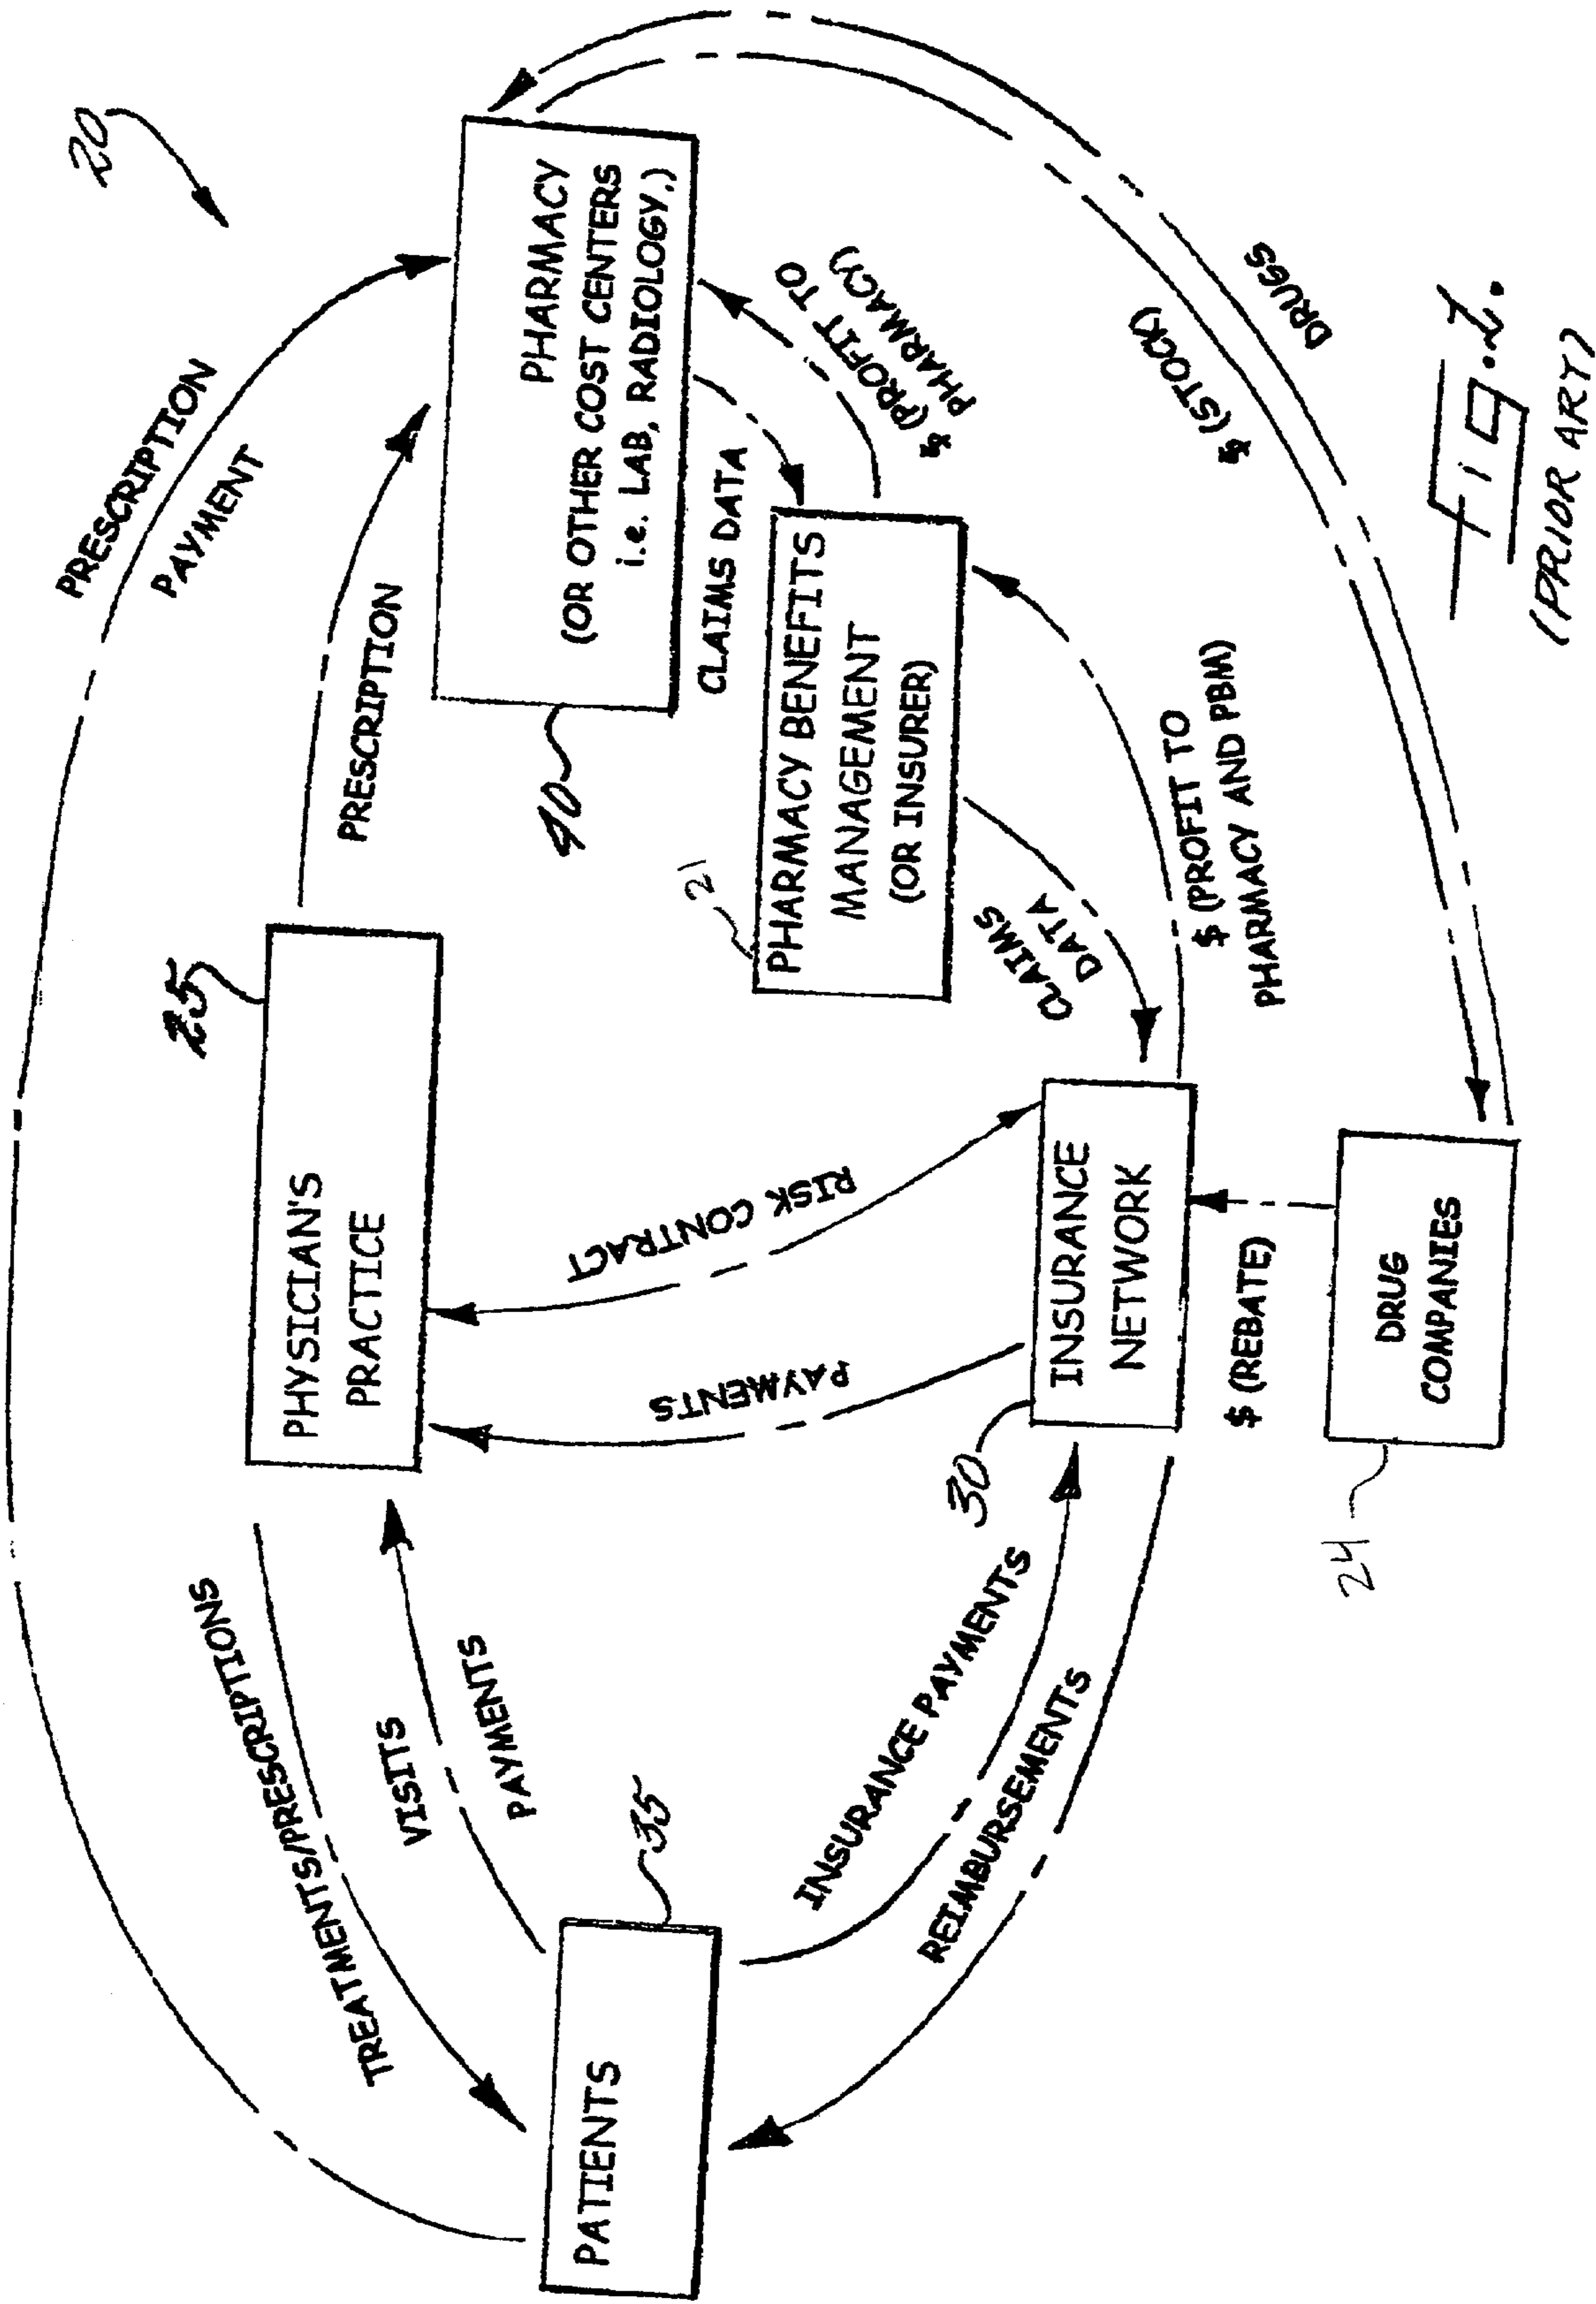 20
PRESCRIPTION
PAYMENT
PRESCRIPTION
25
PHYSICIAN'S
PRACTICE
PHARMACY
(OR OTHER COST CENTERS
i.e. LAB, RADIOLOGY,)
40
TREATMENTS/PRESCRIPTIONS
VISITS
PAYMENTS
CLAIMS DATA
$ (PROFIT TO
PHARMACY)
21
PHARMACY BENEFITS
MANAGEMENT
(OR INSURER)
PATIENTS
35
PAYMENTS
RISK CONTRACT
CLAIMS
DATA
INSURANCE PAYMENTS
REIMBURSEMENTS
30
INSURANCE
NETWORK
$ (PROFIT TO
PHARMACY AND PBM)
$ (STOCK)
DRUGS
$ (REBATE)
24
DRUG
COMPANIES
Fig. 1.
(PRIOR ART)